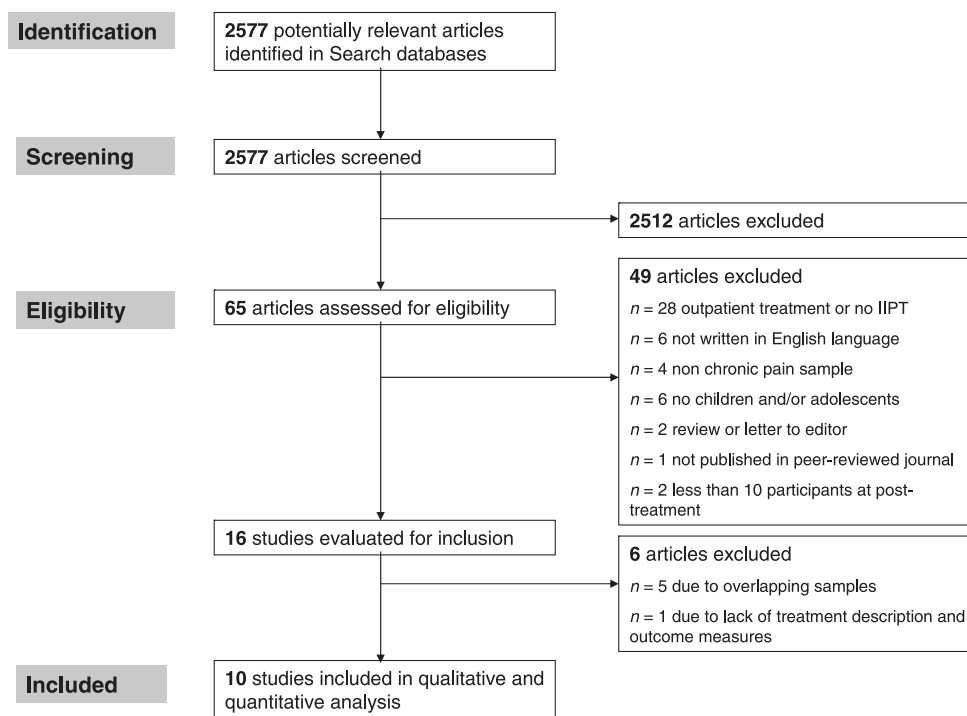 Identification
2577 potentially relevant articles
identified in Search databases
Screening
2577 articles screened
2512 articles excluded
Eligibility
65 articles assessed for eligibility
49 articles excluded
n = 28 outpatient treatment or no IIPT
n = 6 not written in English language
n = 4 non chronic pain sample
n = 6 no children and/or adolescents
n = 2 review or letter to editor
n = 1 not published in peer-reviewed journal
n = 2 less than 10 participants at post-
treatment
16 studies evaluated for inclusion
6 articles excluded
n = 5 due to overlapping samples
n = 1 due to lack of treatment description and
outcome measures
Included
10 studies included in qualitative and
quantitative analysis